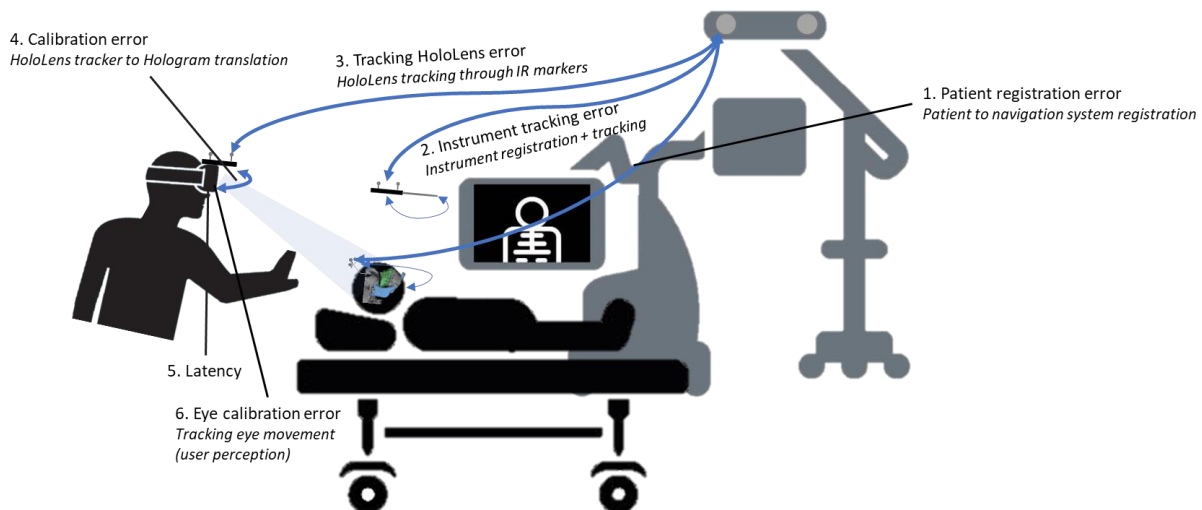 4. Calibration error
HoloLens tracker to Hologram translation
3. Tracking HoloLens error
HoloLens tracking through IR markers
2. Instrument tracking error
Instrument registration + tracking
1. Patient registration error
Patient to navigation system registration
5. Latency
6. Eye calibration error
Tracking eye movement
(user perception)